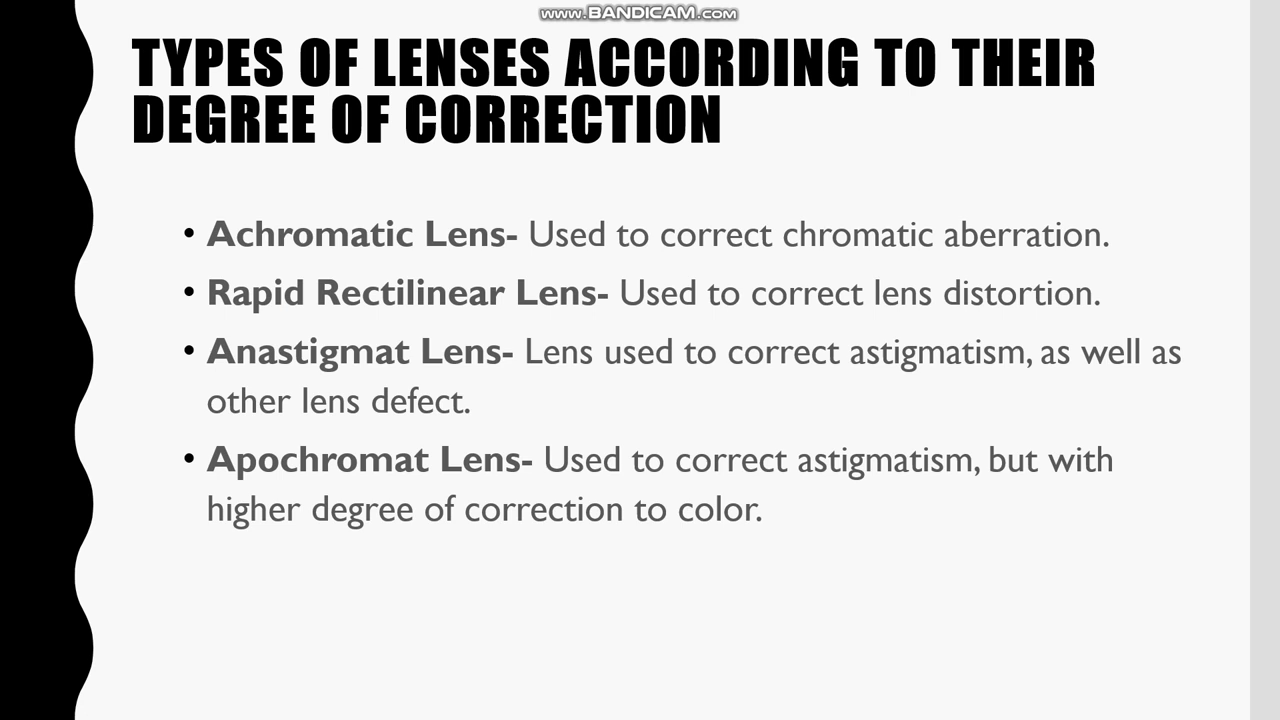 www.BANDICAM.com
TYPES OF LENSES ACCORDING TO THEIR
DEGREE OF CORRECTION
• Achromatic Lens- Used to correct chromatic aberration.
• Rapid Rectilinear Lens- Used to correct lens distortion.
• Anastigmat Lens- Lens used to correct astigmatism, as well as
other lens defect.
• Apochromat Lens- Used to correct astigmatism, but with
higher degree of correction to color.